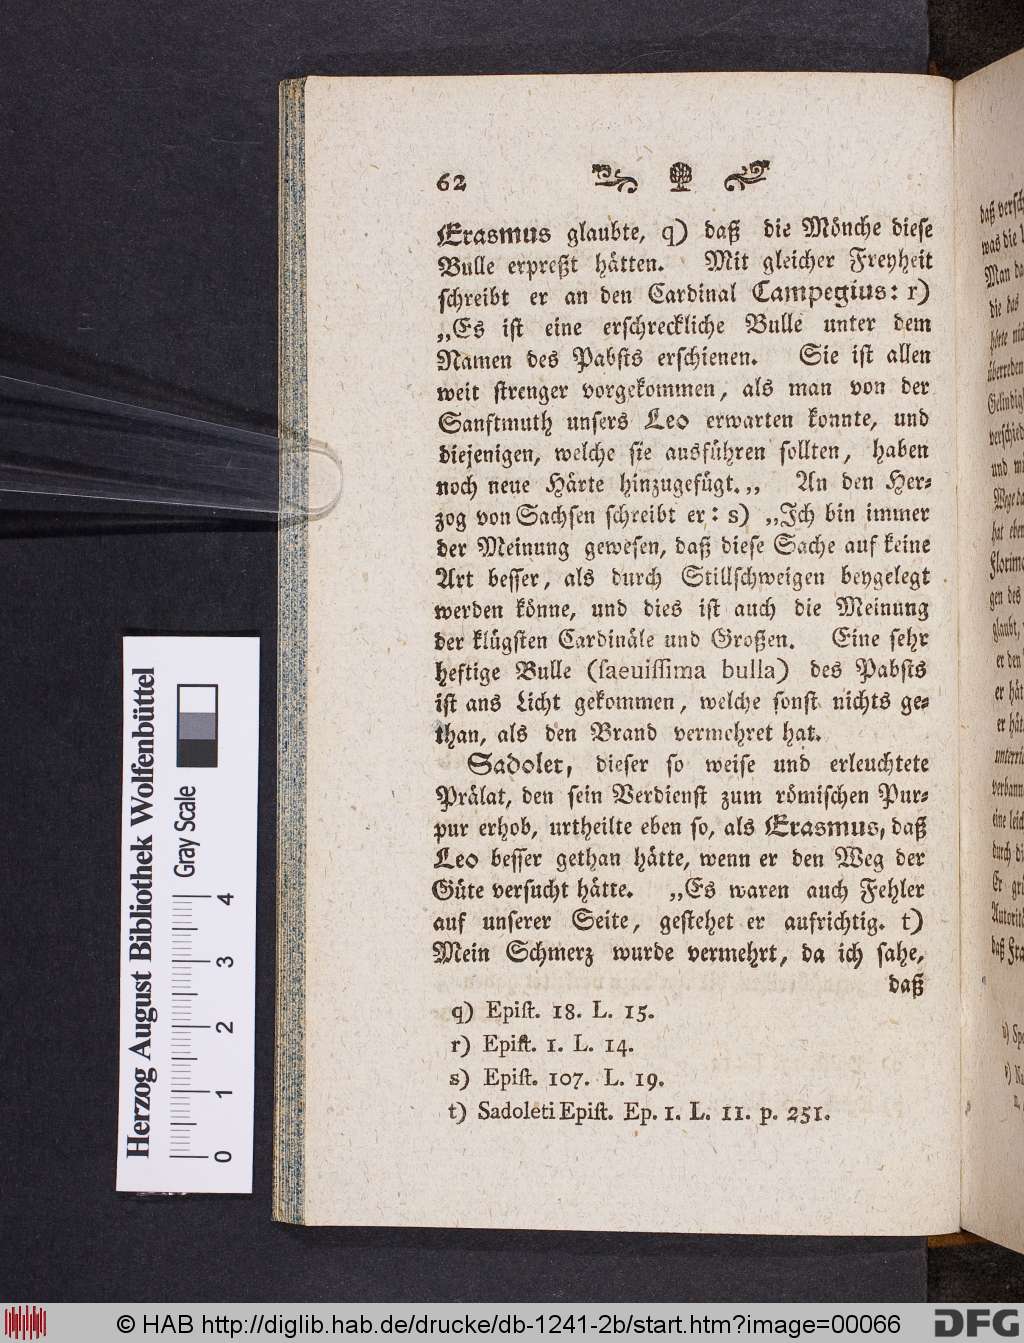 62
Erasmus glaubte, q) daß die Mönche diese
Bulle erpreßt hätten. Mit gleicher Freyheit
schreibt er an den Cardinal Campegius: r)
„Es ist eine erschreckliche Bulle unter dem
Namen des Pabsts erschienen. Sie ist allen
weit strenger vorgekommen, als man von der
Sanftmuth unsers Leo erwarten konnte, und
diejenigen, welche sie ausführen sollten, haben
noch neue Härte hinzugefügt.„ An den Her-
zog von Sachsen schreibt er: s) „Ich bin immer
der Meinung gewesen, daß diese Sache auf keine
Art besser, als durch Stillschweigen beygelegt
werden könne, und dies ist auch die Meinung
der klügsten Cardinäle und Großen. Eine sehr
heftige Bulle (saeuissima bulla) des Pabsts
ist ans Licht gekommen, welche sonst nichts ge-
than, als den Brand vermehret hat.
Sadolet, dieser so weise und erleuchtete
Prälat, den sein Verdienst zum römischen Pur-
pur erhob, urtheilte eben so, als Erasmus, daß
Leo besser gethan hätte, wenn er den Weg der
Güte versucht hätte. „Es waren auch Fehler
auf unserer Seite, gestehet er aufrichtig. t)
Mein Schmerz wurde vermehrt, da ich sahe,
daß
q) Epist. 18. L. 15.
r) Epist. 1. L. 14.
s) Epist. 107. L. 19.
t) Sadoleti Epist. Ep. 1. L. 11. p. 251.
Herzog August Bibliothek Wolfenbüttel
Gray Scale
0 1 2 3 4
© HAB http://diglib.hab.de/drucke/db-1241-2b/start.htm?image=00066
DFG